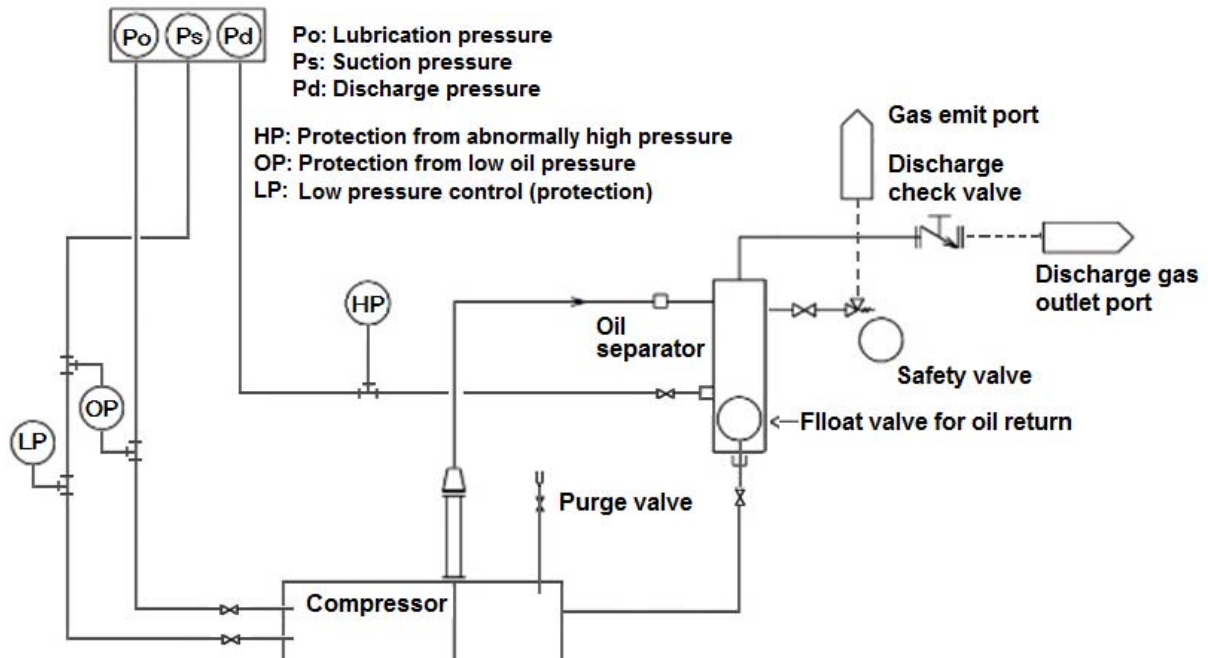 Po Ps Pd
Po: Lubrication pressure
Ps: Suction pressure
Pd: Discharge pressure
HP: Protection from abnormally high pressure
OP: Protection from low oil pressure
LP: Low pressure control (protection)
Gas emit port
Discharge
check valve
Discharge gas
outlet port
HP
Oil
separator
Safety valve
OP
LP
Flloat valve for oil return
Purge valve
Compressor